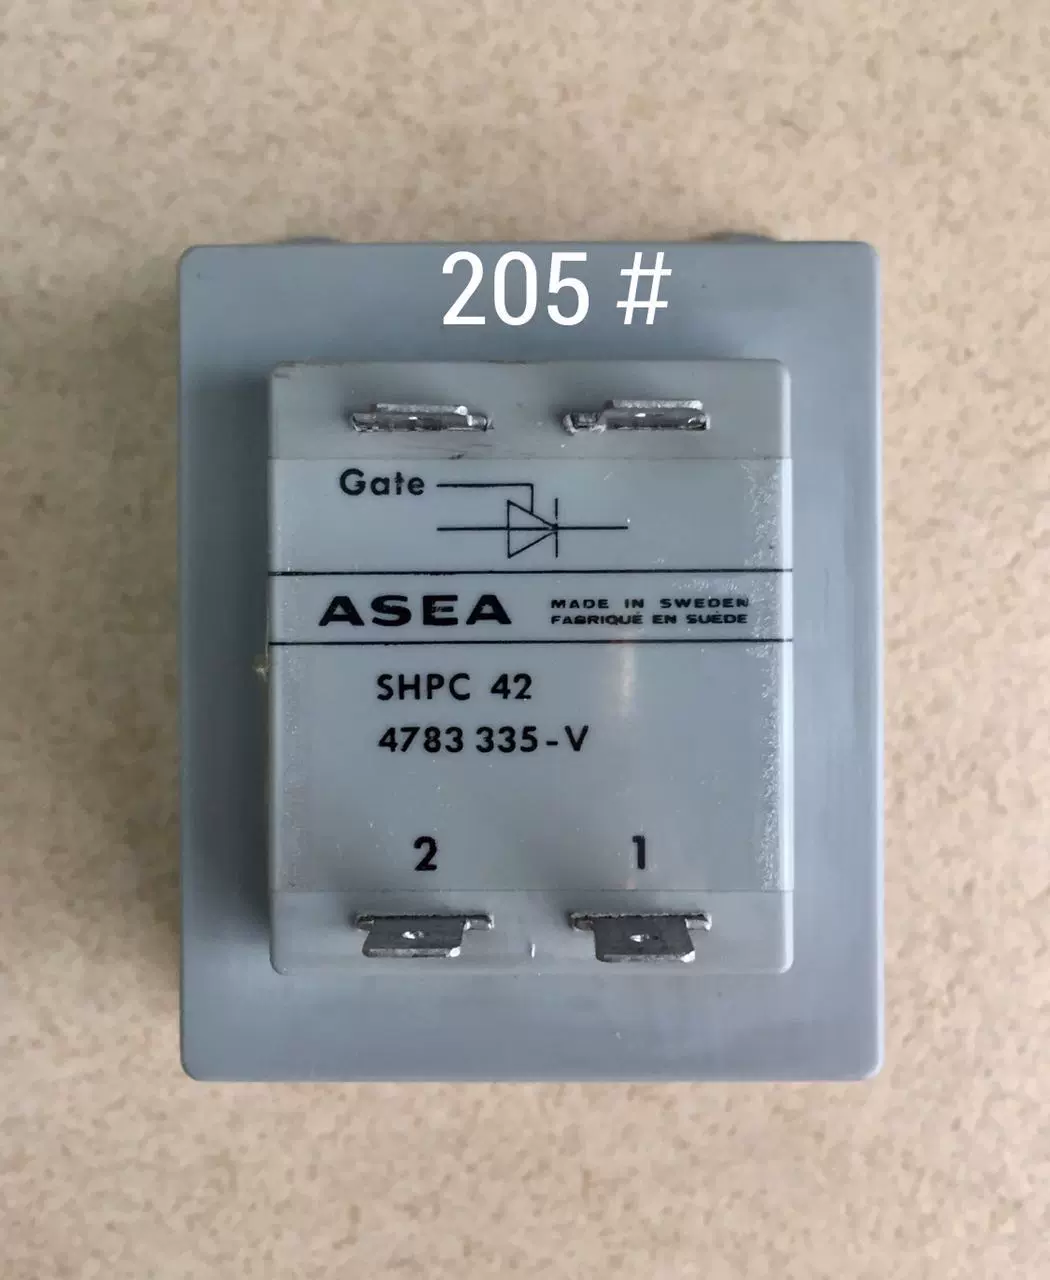 205 #
Gate
ASEA
MADE IN SWEDEN
FABRIQUÉ EN SUÈDE
SHPC 42
4783 335-V
2 1